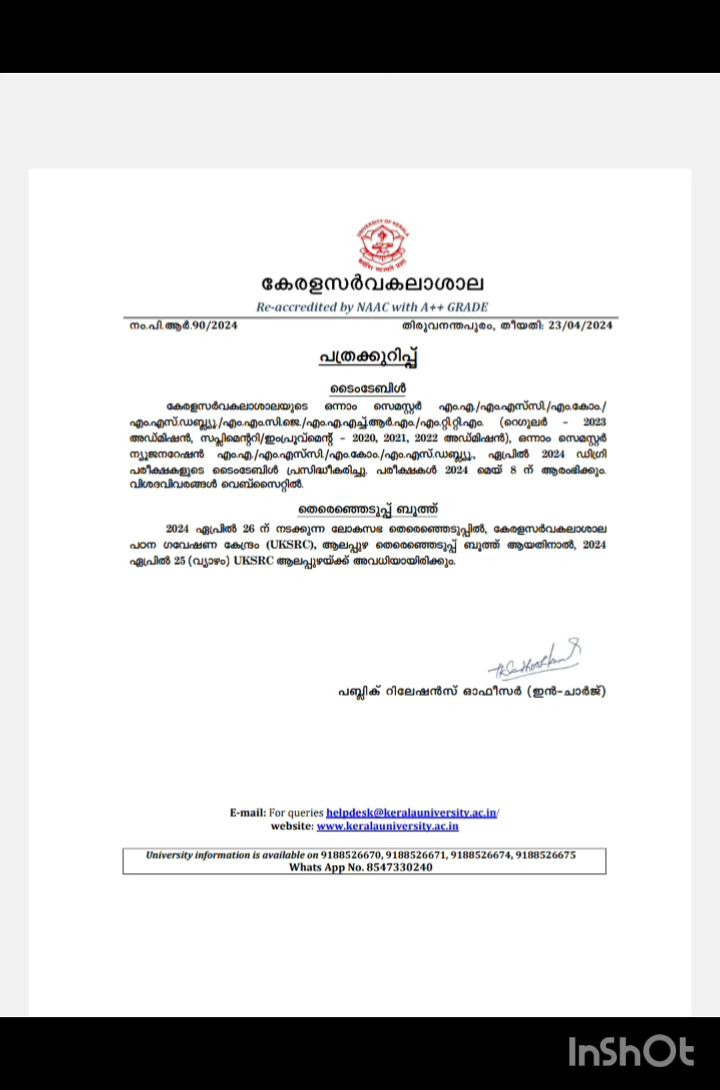 UNIVERSITY OF KERALA
കേരളസർവകലാശാല
Re-accredited by NAAC with A++ GRADE
നം.പി.ആർ.90/2024 തിരുവനന്തപുരം, തീയതി: 23/04/2024
പത്രക്കുറിപ്പ്
ടൈംടേബിൾ
കേരളസർവകലാശാലയുടെ ഒന്നാം സെമസ്റ്റർ എം.എ./എം.എസ്.സി./എം.കോം./
എം.എസ്.ഡബ്ല്യൂ./എം.എം.സി.ജെ./എം.എ.എച്ച്.ആർ.എം./എം.റ്റി.റ്റി.എം. (റെഗുലർ - 2023
അഡ്മിഷൻ, സപ്ലിമെന്ററി/ഇംപ്രൂവ്മെന്റ് - 2020, 2021, 2022 അഡ്മിഷൻ), ഒന്നാം സെമസ്റ്റർ
ന്യൂജനറേഷൻ എം.എ./എം.എസ്.സി./എം.കോം./എം.എസ്.ഡബ്ല്യൂ., ഏപ്രിൽ 2024 ഡിഗ്രി
പരീക്ഷകളുടെ ടൈംടേബിൾ പ്രസിദ്ധീകരിച്ചു. പരീക്ഷകൾ 2024 മെയ് 8 ന് ആരംഭിക്കും.
വിശദവിവരങ്ങൾ വെബ്സൈറ്റിൽ.
തെരെഞ്ഞെടുപ്പ് ബൂത്ത്
2024 ഏപ്രിൽ 26 ന് നടക്കുന്ന ലോകസഭ തെരെഞ്ഞെടുപ്പിൽ, കേരളസർവകലാശാല
പഠന ഗവേഷണ കേന്ദ്രം (UKSRC), ആലപ്പുഴ തെരെഞ്ഞെടുപ്പ് ബൂത്ത് ആയതിനാൽ, 2024
ഏപ്രിൽ 25 (വ്യാഴം) UKSRC ആലപ്പുഴയ്ക്ക് അവധിയായിരിക്കും.
പബ്ലിക് റിലേഷൻസ് ഓഫീസർ (ഇൻ-ചാർജ്)
E-mail: For queries helpdesk@keralauniversity.ac.in/
website: www.keralauniversity.ac.in
University information is available on 9188526670, 9188526671, 9188526674, 9188526675
Whats App No. 8547330240
InShOt